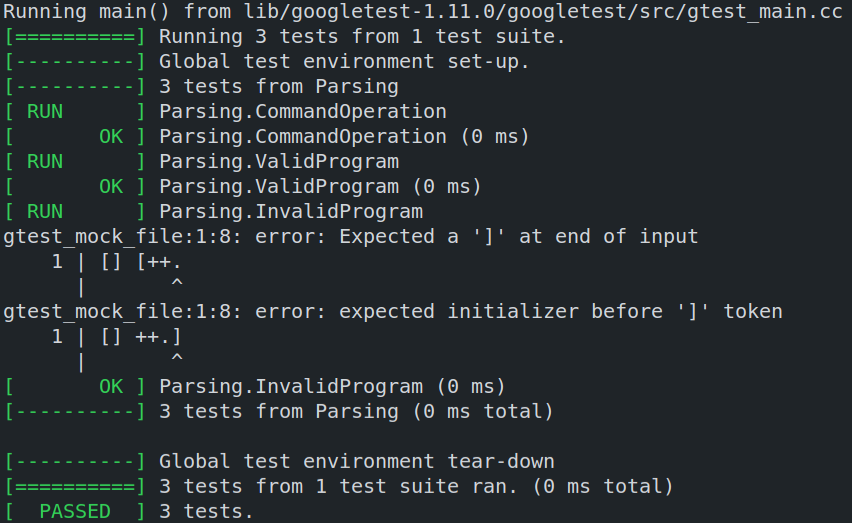 Running main() from lib/googletest-1.11.0/googletest/src/gtest_main.cc
[==========] Running 3 tests from 1 test suite.
[----------] Global test environment set-up.
[----------] 3 tests from Parsing
[ RUN      ] Parsing.CommandOperation
[       OK ] Parsing.CommandOperation (0 ms)
[ RUN      ] Parsing.ValidProgram
[       OK ] Parsing.ValidProgram (0 ms)
[ RUN      ] Parsing.InvalidProgram
gtest_mock_file:1:8: error: Expected a ']' at end of input
    1 | [] [++.
      |       ^
gtest_mock_file:1:8: error: expected initializer before ']' token
    1 | [] ++.]
      |       ^
[       OK ] Parsing.InvalidProgram (0 ms)
[----------] 3 tests from Parsing (0 ms total)

[----------] Global test environment tear-down
[==========] 3 tests from 1 test suite ran. (0 ms total)
[  PASSED  ] 3 tests.